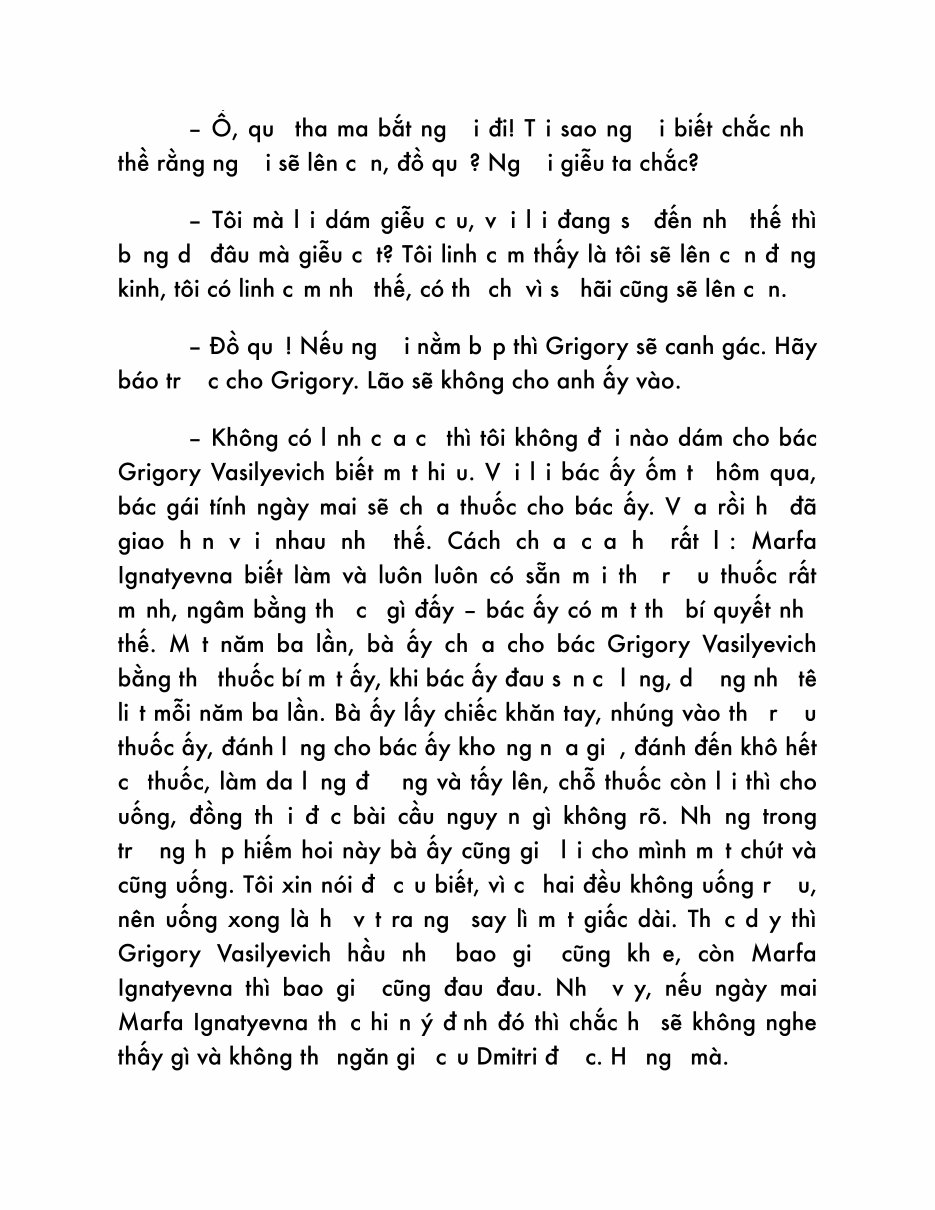 – Ổ, qu tha ma bắt ng i đi! T i sao ng i biết chắc nh
thề rằng ng i sẽ lên c n, đồ qu ? Ng i giễu ta chắc?
– Tôi mà l i dám giễu c u, v i l i đang s đến nh thế thì
b ng d đâu mà giễu c t? Tôi linh c m thấy là tôi sẽ lên c n đ ng
kinh, tôi có linh c m nh thế, có th ch vì s hãi cũng sẽ lên c n.
– Đồ qu ! Nếu ng i nằm b p thì Grigory sẽ canh gác. Hãy
báo tr c cho Grigory. Lão sẽ không cho anh ấy vào.
– Không có l nh c a c thì tôi không đ i nào dám cho bác
Grigory Vasilyevich biết m t hi u. V i l i bác ấy ốm t hôm qua,
bác gái tính ngày mai sẽ ch a thuốc cho bác ấy. V a rồi h đã
giao h n v i nhau nh thế. Cách ch a c a h rất l : Marfa
Ignatyevna biết làm và luôn luôn có sẵn m i th r u thuốc rất
m nh, ngâm bằng th c gì đấy – bác ấy có m t th bí quyết nh
thế. M t năm ba lần, bà ấy ch a cho bác Grigory Vasilyevich
bằng th thuốc bí m t ấy, khi bác ấy đau s n c l ng, d ng nh tê
li t mỗi năm ba lần. Bà ấy lấy chiếc khăn tay, nhúng vào th r u
thuốc ấy, đánh l ng cho bác ấy kho ng n a gi , đánh đến khô hết
c thuốc, làm da l ng đ ng và tấy lên, chỗ thuốc còn l i thì cho
uống, đồng th i đ c bài cầu nguy n gì không rõ. Nh ng trong
tr ng h p hiếm hoi này bà ấy cũng gi l i cho mình m t chút và
cũng uống. Tôi xin nói đ c u biết, vì c hai đều không uống r u,
nên uống xong là h v t ra ng say lì m t giấc dài. Th c d y thì
Grigory Vasilyevich hầu nh bao gi cũng kh e, còn Marfa
Ignatyevna thì bao gi cũng đau đau. Nh v y, nếu ngày mai
Marfa Ignatyevna th c hi n ý đ nh đó thì chắc h sẽ không nghe
thấy gì và không th ngăn gi c u Dmitri đ c. H ng mà.